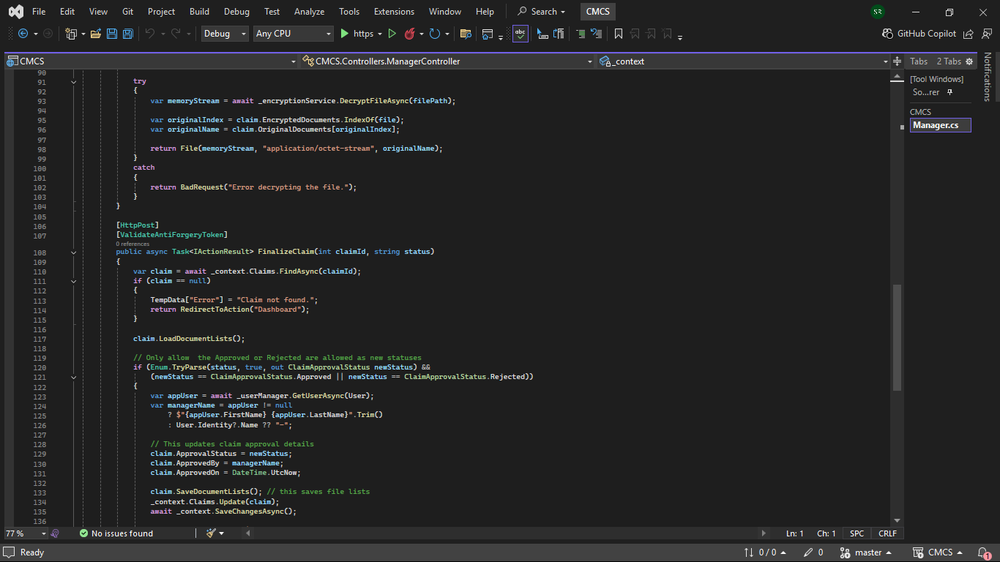 File Edit View Git Project Build Debug Test Analyze Tools Extensions Window Help Search CMCS SR
Debug Any CPU https abc GitHub Copilot
CMCS CMCS.Controllers.ManagerController _context Tabs 2 Tabs
Notifications
[Tool Windows]
So...rer
CMCS
Manager.cs
90
91 try
92 {
93 var memoryStream = await _encryptionService.DecryptFileAsync(filePath);
94
95 var originalIndex = claim.EncryptedDocuments.IndexOf(file);
96 var originalName = claim.OriginalDocuments[originalIndex];
97
98 return File(memoryStream, "application/octet-stream", originalName);
99 }
100 catch
101 {
102 return BadRequest("Error decrypting the file.");
103 }
104 }
105
106 [HttpPost]
107 [ValidateAntiForgeryToken]
0 references
108 public async Task<IActionResult> FinalizeClaim(int claimId, string status)
109 {
110 var claim = await _context.Claims.FindAsync(claimId);
111 if (claim == null)
112 {
113 TempData["Error"] = "Claim not found.";
114 return RedirectToAction("Dashboard");
115 }
116
117 claim.LoadDocumentLists();
118
119 // Only allow  the Approved or Rejected are allowed as new statuses
120 if (Enum.TryParse(status, true, out ClaimApprovalStatus newStatus) &&
121 (newStatus == ClaimApprovalStatus.Approved || newStatus == ClaimApprovalStatus.Rejected))
122 {
123 var appUser = await _userManager.GetUserAsync(User);
124 var managerName = appUser != null
125 ? $"{appUser.FirstName} {appUser.LastName}".Trim()
126 : User.Identity?.Name ?? "-";
127
128 // This updates claim approval details
129 claim.ApprovalStatus = newStatus;
130 claim.ApprovedBy = managerName;
131 claim.ApprovedOn = DateTime.UtcNow;
132
133 claim.SaveDocumentLists(); // this saves file lists
134 _context.Claims.Update(claim);
135 await _context.SaveChangesAsync();
136
77 % No issues found Ln: 1 Ch: 1 SPC CRLF
Ready 0 / 0 0 master CMCS 1